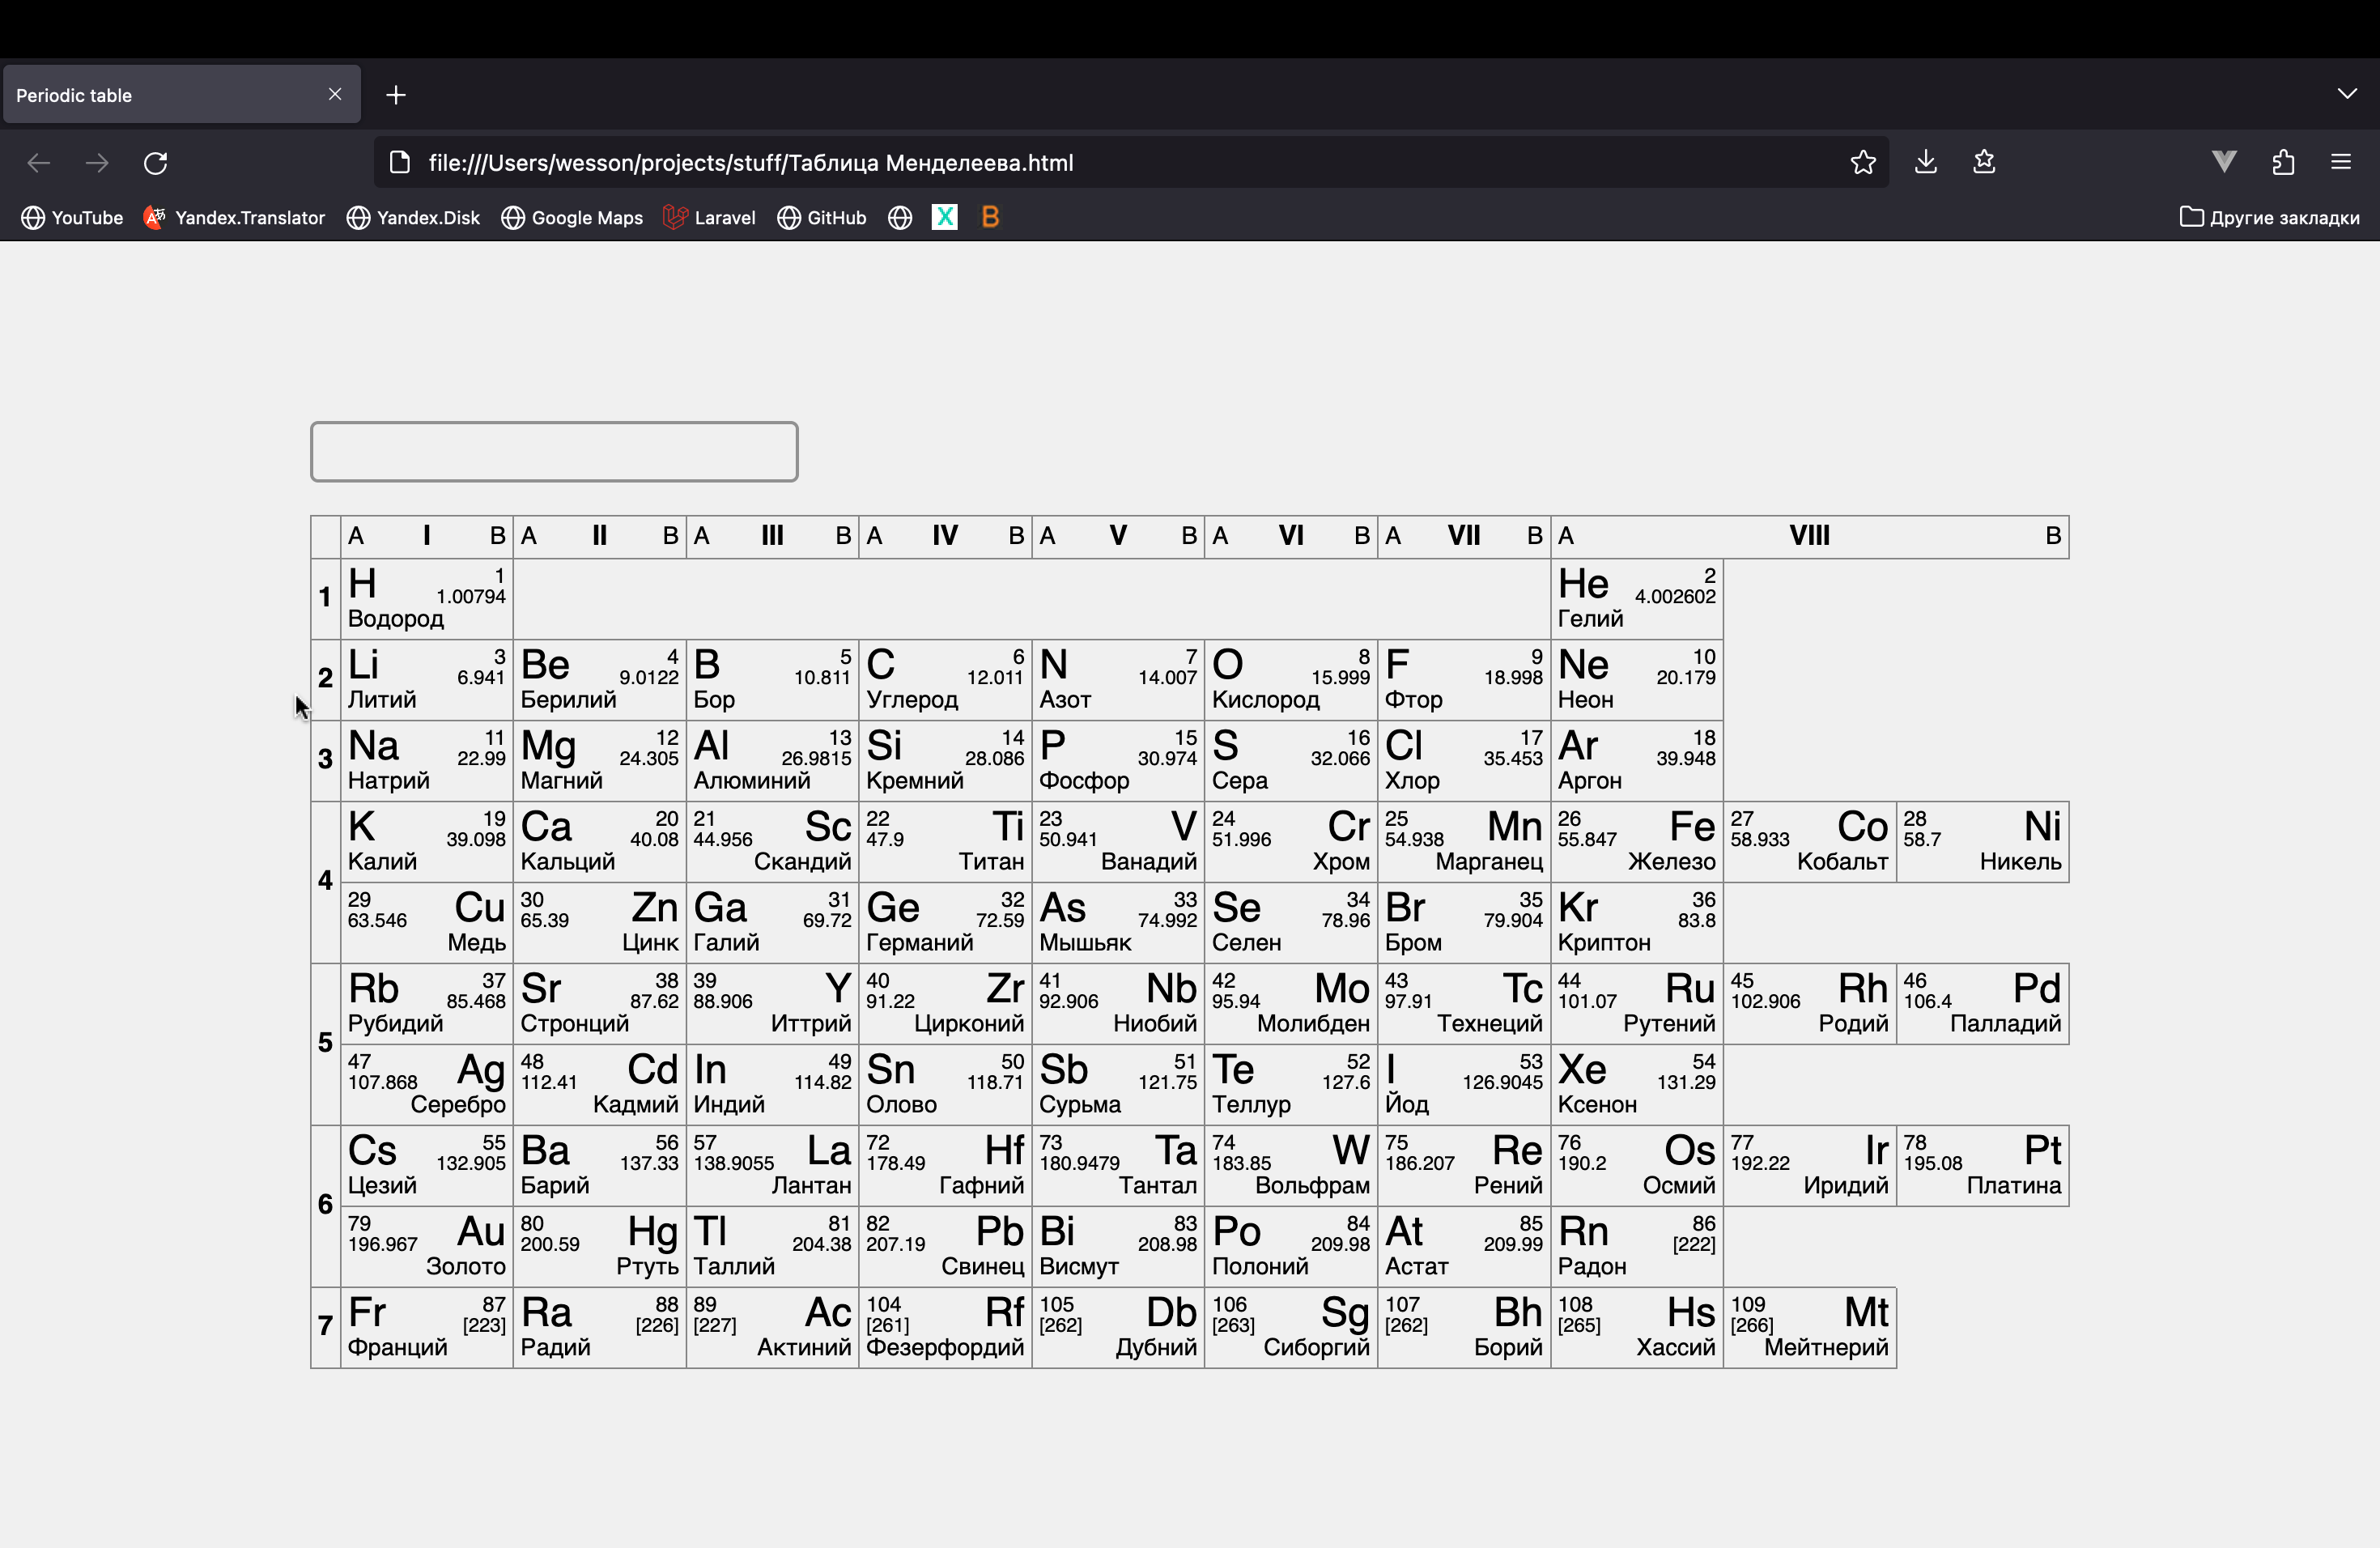 Periodic table
file:///Users/wesson/projects/stuff/Таблица Менделеева.html
YouTube Yandex.Translator Yandex.Disk Google Maps Laravel GitHub X B Другие закладки
A I B A II B A III B A IV B A V B A VI B A VII B A VIII B
1 H 1 He 2
1.00794 4.002602
Водород Гелий
2 Li 3 Be 4 B 5 C 6 N 7 O 8 F 9 Ne 10
6.941 9.0122 10.811 12.011 14.007 15.999 18.998 20.179
Литий Берилий Бор Углерод Азот Кислород Фтор Неон
3 Na 11 Mg 12 Al 13 Si 14 P 15 S 16 Cl 17 Ar 18
22.99 24.305 26.9815 28.086 30.974 32.066 35.453 39.948
Натрий Магний Алюминий Кремний Фосфор Сера Хлор Аргон
4 K 19 Ca 20 21 Sc 22 Ti 23 V 24 Cr 25 Mn 26 Fe 27 Co 28 Ni
39.098 40.08 44.956 47.9 50.941 51.996 54.938 55.847 58.933 58.7
Калий Кальций Скандий Титан Ванадий Хром Марганец Железо Кобальт Никель
29 Cu 30 Zn Ga 31 Ge 32 As 33 Se 34 Br 35 Kr 36
63.546 65.39 69.72 72.59 74.992 78.96 79.904 83.8
Медь Цинк Галий Германий Мышьяк Селен Бром Криптон
5 Rb 37 Sr 38 39 Y 40 Zr 41 Nb 42 Mo 43 Tc 44 Ru 45 Rh 46 Pd
85.468 87.62 88.906 91.22 92.906 95.94 97.91 101.07 102.906 106.4
Рубидий Стронций Иттрий Цирконий Ниобий Молибден Технеций Рутений Родий Палладий
47 Ag 48 Cd In 49 Sn 50 Sb 51 Te 52 I 53 Xe 54
107.868 112.41 114.82 118.71 121.75 127.6 126.9045 131.29
Серебро Кадмий Индий Олово Сурьма Теллур Йод Ксенон
6 Cs 55 Ba 56 57 La 72 Hf 73 Ta 74 W 75 Re 76 Os 77 Ir 78 Pt
132.905 137.33 138.9055 178.49 180.9479 183.85 186.207 190.2 192.22 195.08
Цезий Барий Лантан Гафний Тантал Вольфрам Рений Осмий Иридий Платина
79 Au 80 Hg Tl 81 82 Pb Bi 83 Po 84 At 85 Rn 86
196.967 200.59 204.38 207.19 208.98 209.98 209.99 [222]
Золото Ртуть Таллий Свинец Висмут Полоний Астат Радон
7 Fr 87 Ra 88 89 Ac 104 Rf 105 Db 106 Sg 107 Bh 108 Hs 109 Mt
[223] [226] [227] [261] [262] [263] [262] [265] [266]
Франций Радий Актиний Фезерфордий Дубний Сиборгий Борий Хассий Мейтнерий